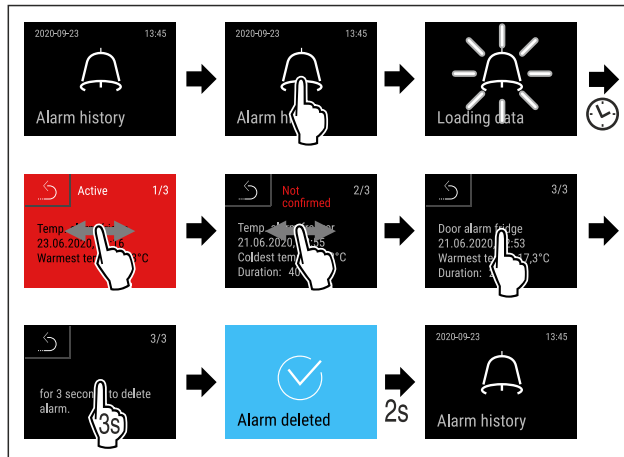 2020-09-23 13:45
Alarm history
2020-09-23 13:45
Alarm h
Loading data
Active 1/3
Temp.
23.06.2020,
Warmest te °C
Not 2/3
confirmed
Temp.
21.06.2020, :55
Coldest tem °C
Duration: 40
3/3
Door alarm fridge
21.06.2020, :53
Warmest te 17,3°C
Duration:
3/3
for 3 secon to delete
alarm.
3s
Alarm deleted
2s
2020-09-23 13:45
Alarm history